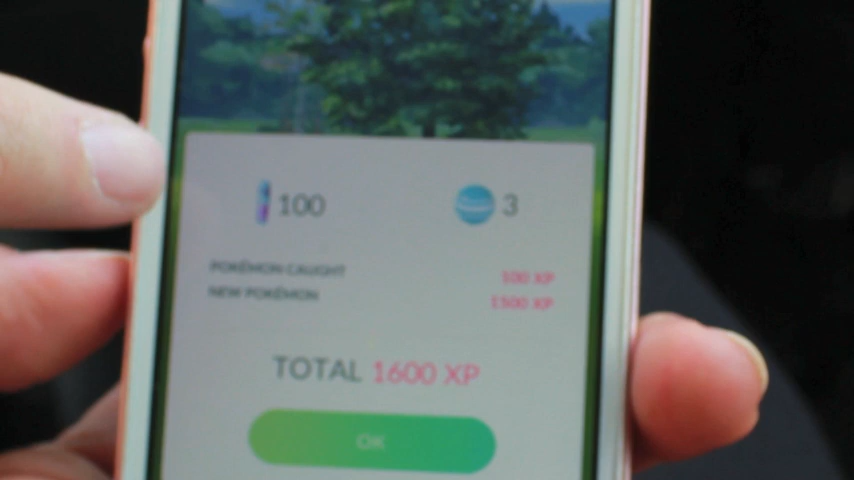 100 3
POKÉMON CAUGHT 100 XP
NEW POKÉMON 1500 XP
TOTAL 1600 XP
OK